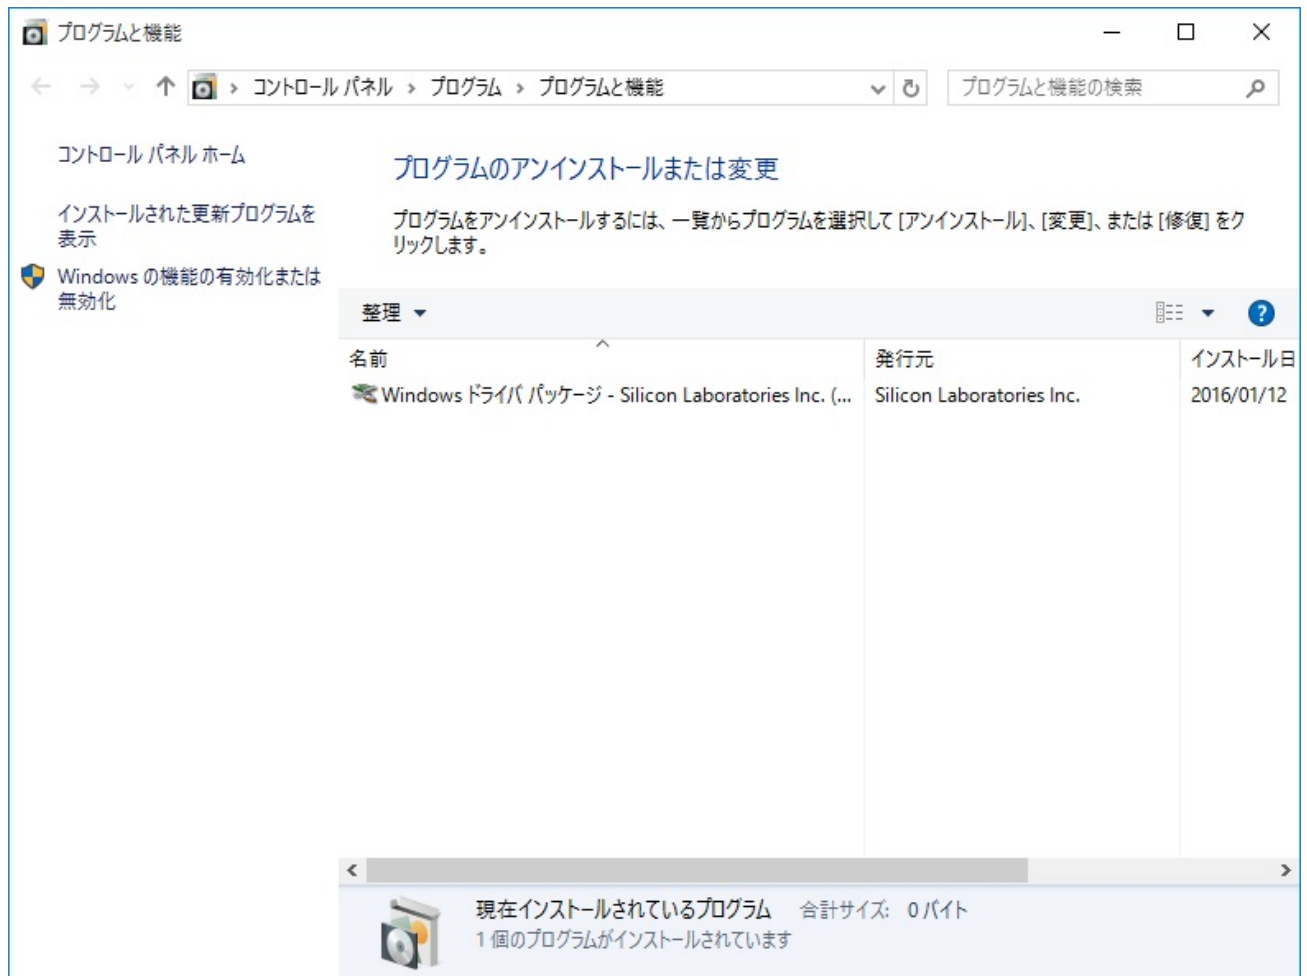 プログラムと機能
コントロール パネル › プログラム › プログラムと機能
プログラムと機能の検索
コントロール パネル ホーム
インストールされた更新プログラムを
表示
Windows の機能の有効化または
無効化
プログラムのアンインストールまたは変更
プログラムをアンインストールするには、一覧からプログラムを選択して [アンインストール]、[変更]、または [修復] をク
リックします。
整理
名前 発行元 インストール日
Windows ドライバ パッケージ - Silicon Laboratories Inc. (... Silicon Laboratories Inc. 2016/01/12
現在インストールされているプログラム 合計サイズ: 0 バイト
1 個のプログラムがインストールされています